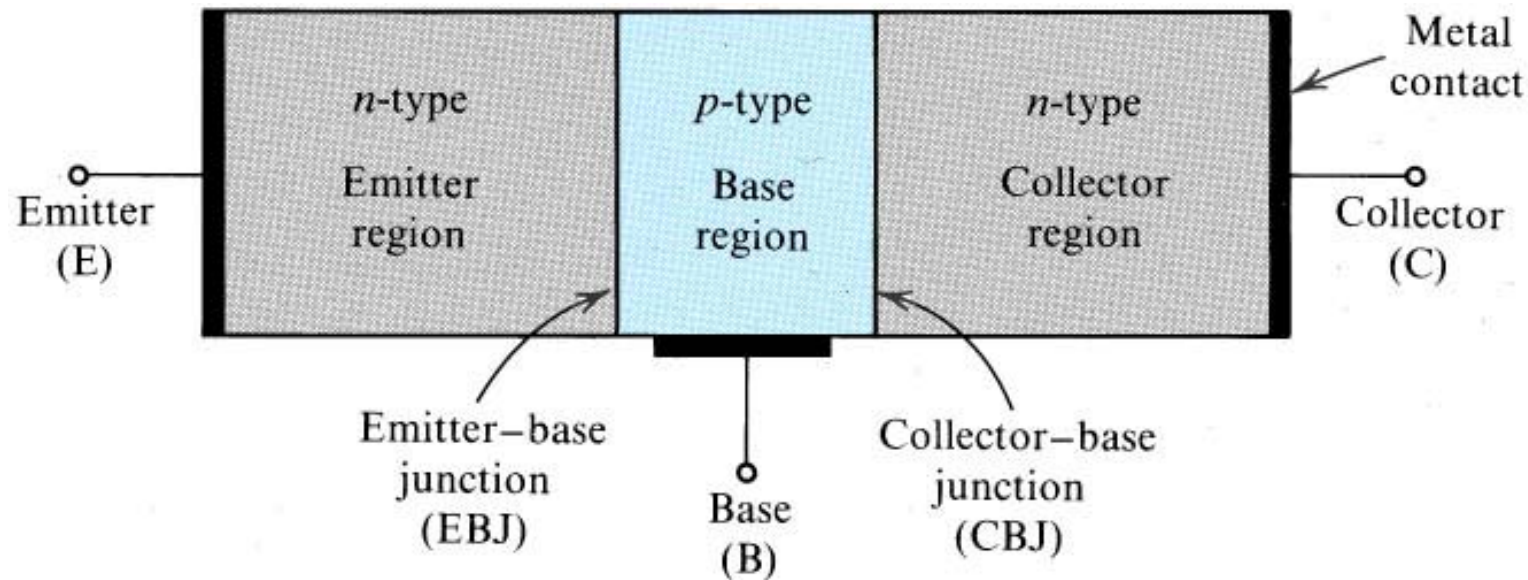 n-type
Emitter
region
p-type
Base
region
n-type
Collector
region
Metal
contact
Emitter
(E)
Collector
(C)
Emitter–base
junction
(EBJ)
Base
(B)
Collector–base
junction
(CBJ)